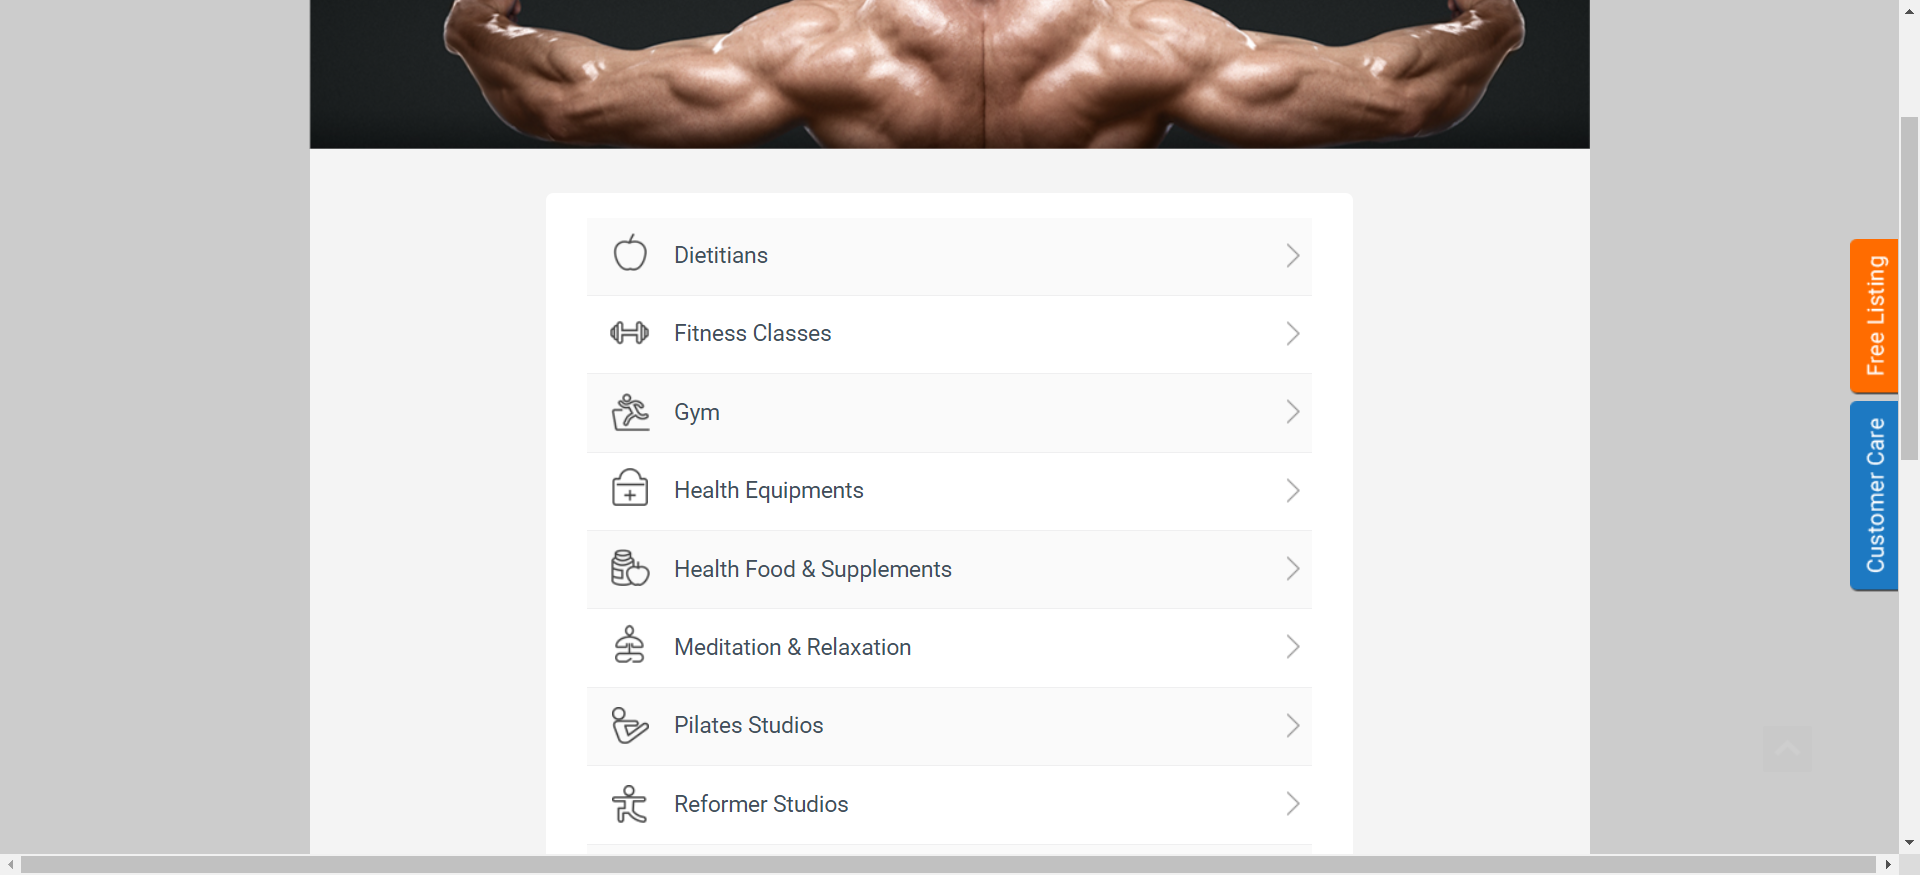 Dietitians
Fitness Classes
Gym
Health Equipments
Health Food & Supplements
Meditation & Relaxation
Pilates Studios
Reformer Studios
Free Listing
Customer Care